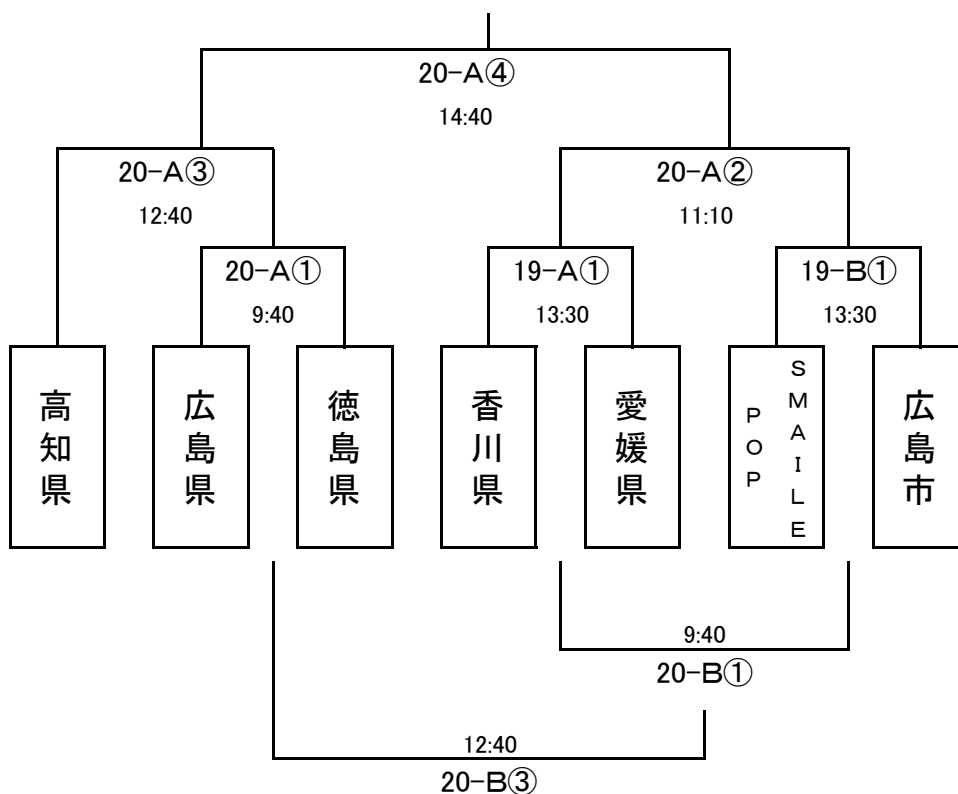 20-A④
14:40
20-A③
12:40
20-A②
11:10
20-A①
9:40
19-A①
13:30
19-B①
13:30
高知県
広島県
徳島県
香川県
愛媛県
SMAILE
POP
広島市
9:40
20-B①
12:40
20-B③